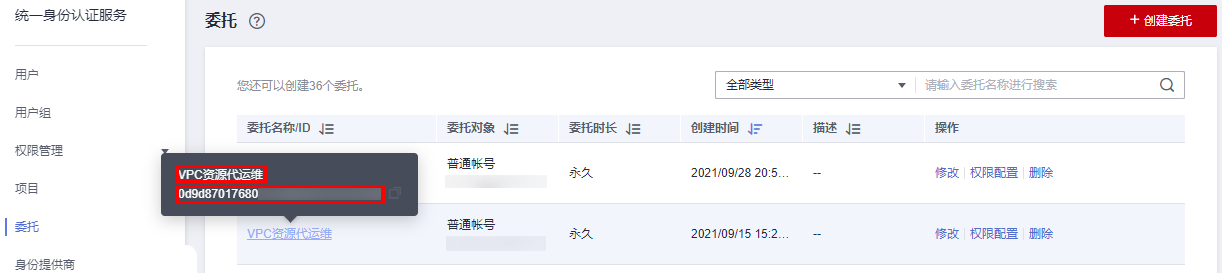 统一身份认证服务
委托 ?
+ 创建委托
用户
用户组
权限管理
项目
委托
身份提供商
您还可以创建36个委托。
全部类型
请输入委托名称进行搜索
委托名称/ID 委托对象 委托时长 创建时间 描述 操作
普通帐号 永久 2021/09/28 20:5... -- 修改 权限配置 删除
VPC资源代运维
0d9d87017680
VPC资源代运维 普通帐号 永久 2021/09/15 15:2... -- 修改 权限配置 删除